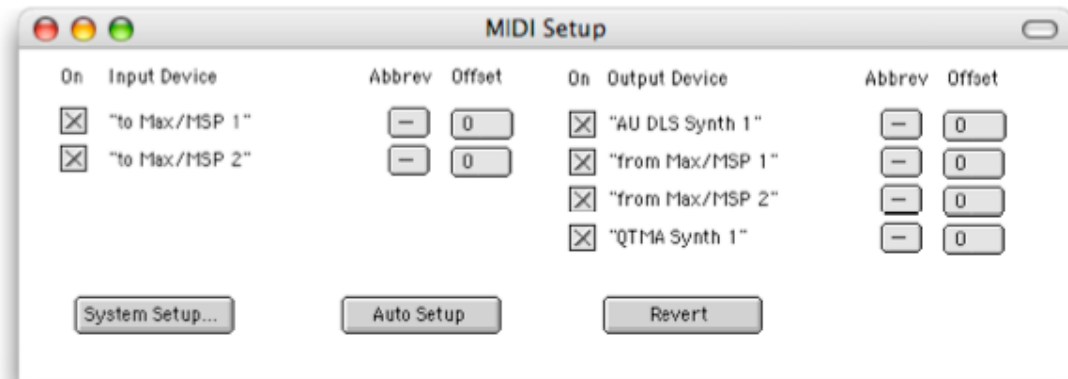 MIDI Setup
On Input Device Abbrev Offset On Output Device Abbrev Offset
"to Max/MSP 1" – 0 "AU DLS Synth 1" – 0
"to Max/MSP 2" – 0 "from Max/MSP 1" – 0
"from Max/MSP 2" – 0
"QTMA Synth 1" – 0
System Setup... Auto Setup Revert